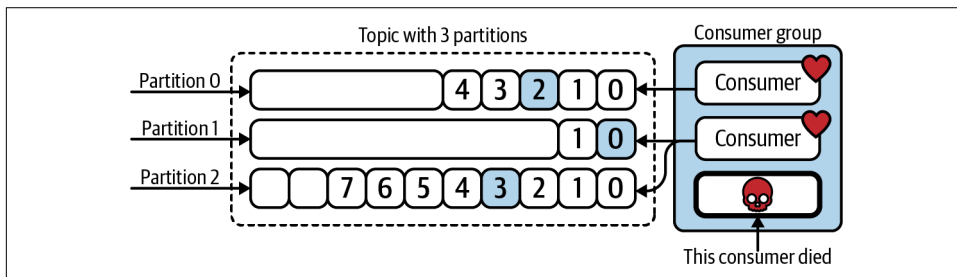 Topic with 3 partitions
Consumer group
Partition 0
4 3 2 1 0
Consumer
Partition 1
1 0
Consumer
Partition 2
7 6 5 4 3 2 1 0
This consumer died